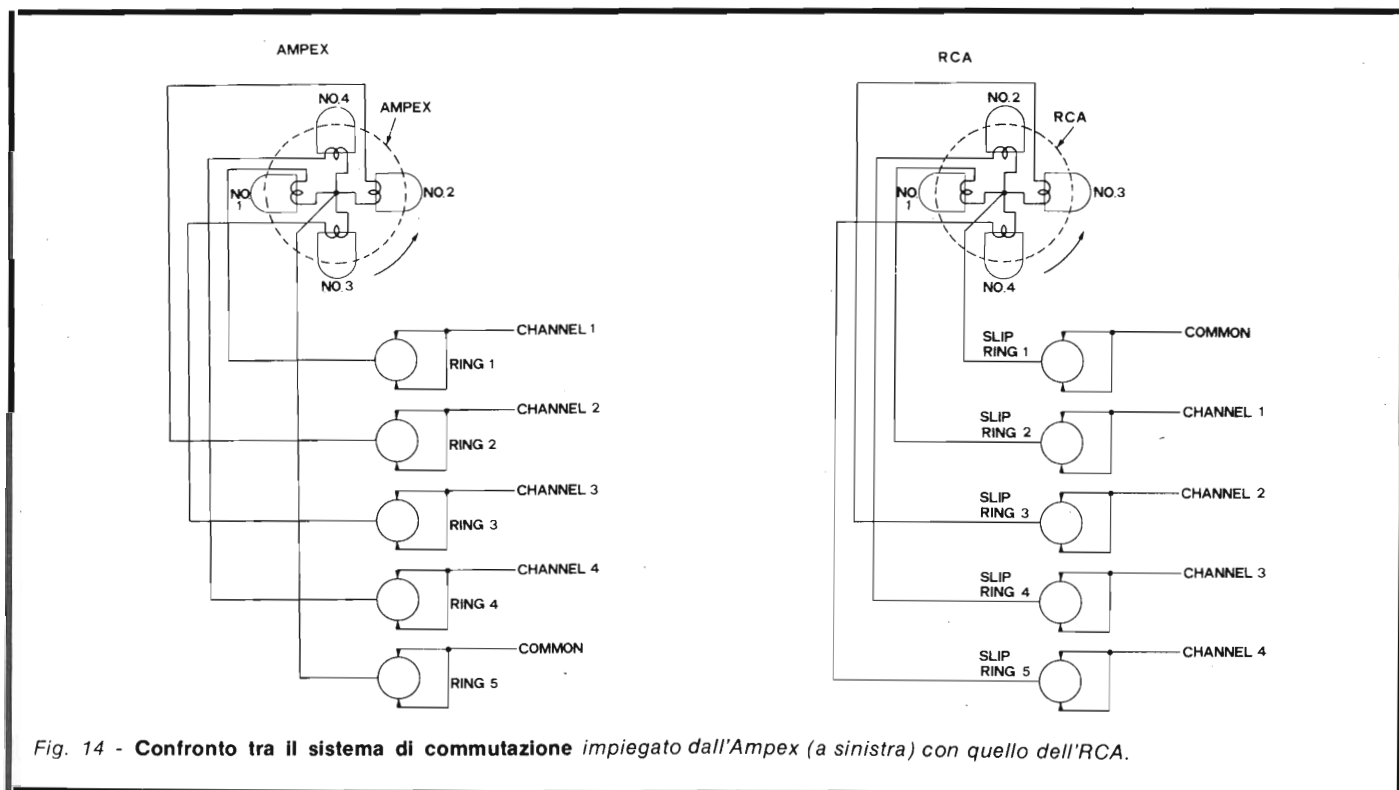 AMPEX
NO.4
AMPEX
NO.
1
NO.2
NO.3
CHANNEL 1
RING 1
CHANNEL 2
RING 2
CHANNEL 3
RING 3
CHANNEL 4
RING 4
COMMON
RING 5
RCA
NO.2
RCA
NO.
1
NO.3
NO.4
SLIP
RING 1
COMMON
SLIP
RING 2
CHANNEL 1
SLIP
RING 3
CHANNEL 2
SLIP
RING 4
CHANNEL 3
SLIP
RING 5
CHANNEL 4
Fig. 14 - Confronto tra il sistema di commutazione impiegato dall'Ampex (a sinistra) con quello dell'RCA.